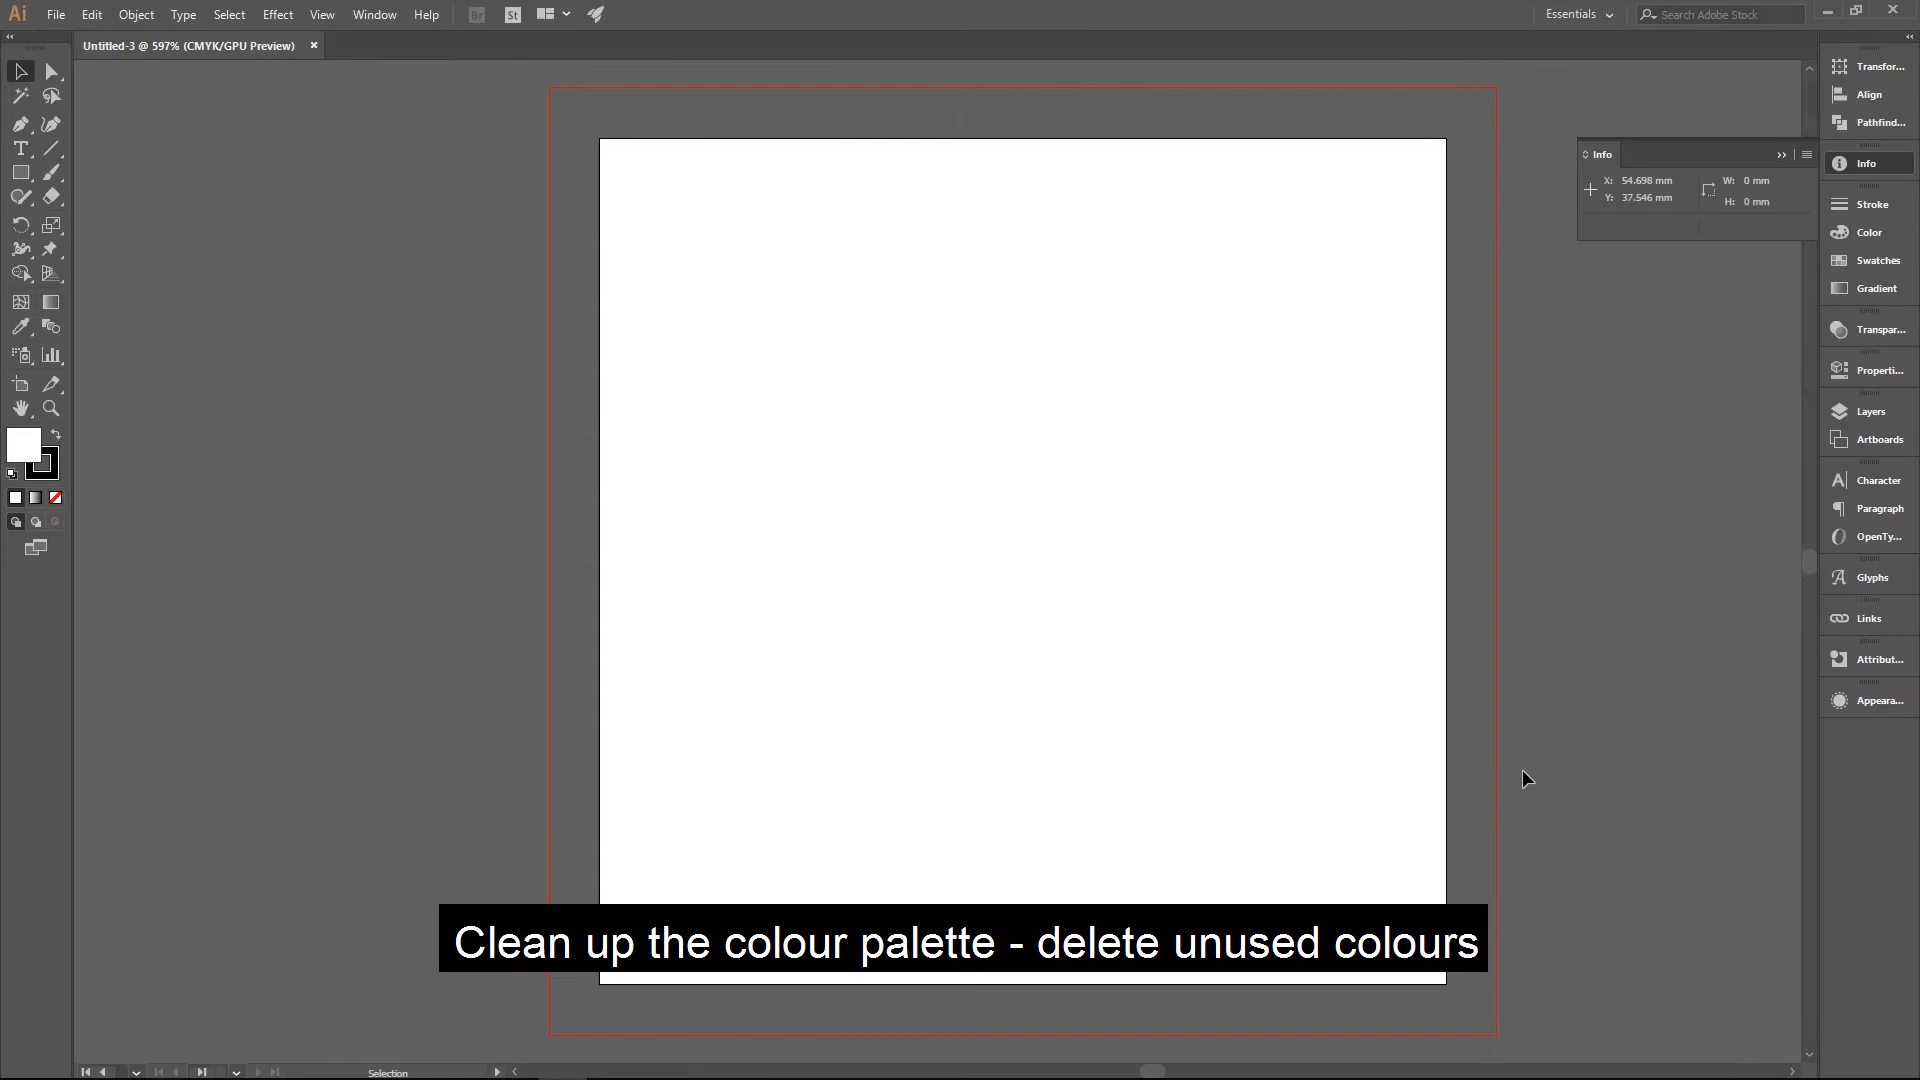 Ai File Edit Object Type Select Effect View Window Help Br St Essentials Search Adobe Stock
Untitled-3 @ 597% (CMYK/GPU Preview)
Transfor...
Align
Pathfind...
Info
X: 54.698 mm W: 0 mm
Y: 37.546 mm H: 0 mm
Info
Stroke
Color
Swatches
Gradient
Transpar...
Properti...
Layers
Artboards
Character
Paragraph
OpenTy...
Glyphs
Links
Attribut...
Appeara...
Clean up the colour palette - delete unused colours
Selection